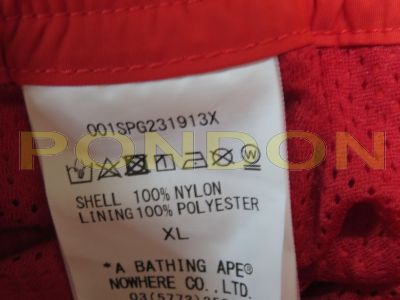 001SPG231913X
PONDON
SHELL 100% NYLON
LINING 100% POLYESTER
XL
*A BATHING APE®
NOWHERE CO.,LTD.